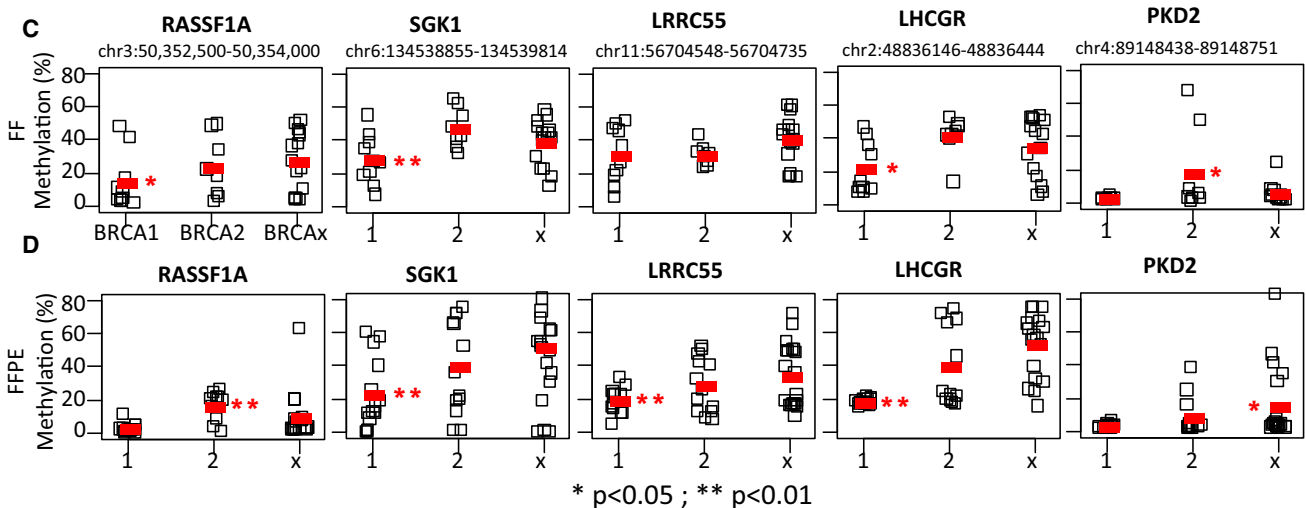 C
RASSF1A SGK1 LRRC55 LHCGR PKD2
chr3:50,352,500-50,354,000 chr6:134538855-134539814 chr11:56704548-56704735 chr2:48836146-48836444 chr4:89148438-89148751
FF
Methylation (%)
80
60
40
20
0
* ** * *
BRCA1 BRCA2 BRCAx 1 2 x 1 2 x 1 2 x 1 2 x
D
RASSF1A SGK1 LRRC55 LHCGR PKD2
FFPE
Methylation (%)
80
60
40
20
0
** ** ** ** *
1 2 x 1 2 x 1 2 x 1 2 x 1 2 x
* p<0.05 ; ** p<0.01